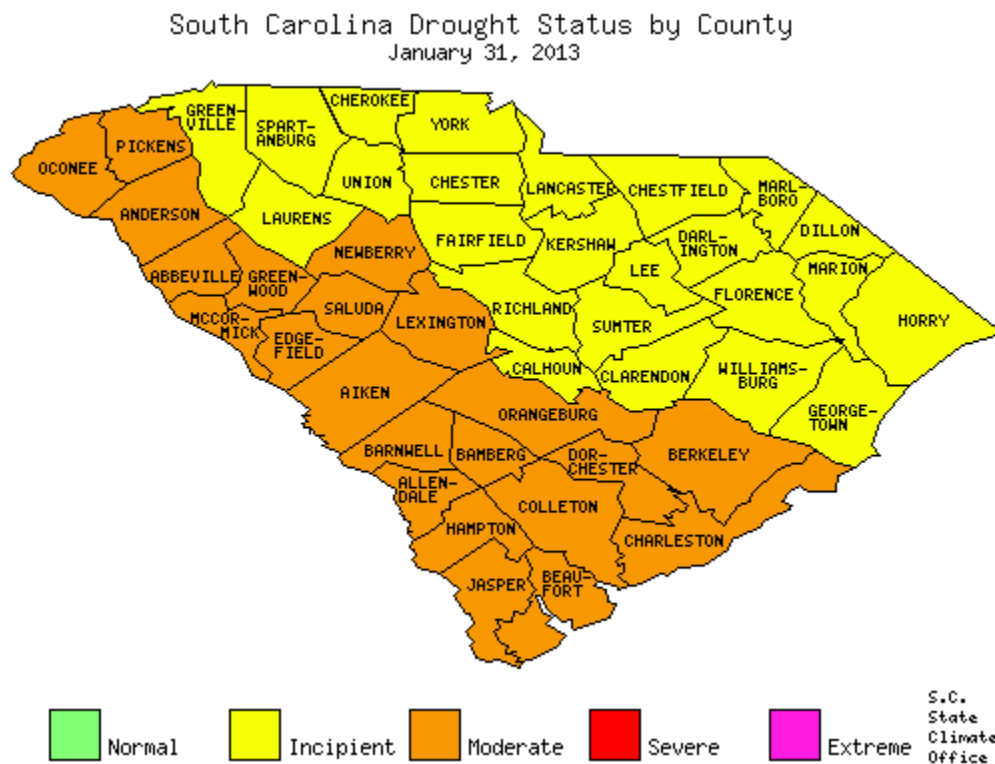 South Carolina Drought Status by County
January 31, 2013
CHEROKEE
GREEN-
VILLE
SPART-
ANBURG
YORK
PICKENS
OCONEE
UNION
CHESTER
LANCASTER
CHESTFIELD
MARL-
BORO
ANDERSON
LAURENS
DILLON
NEWBERRY
FAIRFIELD
KERSHAW
DARL-
INGTON
ABBEVILLE
GREEN-
WOOD
LEE
MARION
SALUDA
RICHLAND
FLORENCE
MCCOR-
MICK
LEXINGTON
SUMTER
HORRY
EDGE-
FIELD
CALHOUN
CLARENDON
WILLIAMS-
BURG
AIKEN
ORANGEBURG
GEORGE-
TOWN
BARNWELL
BAMBERG
DOR-
CHESTER
BERKELEY
ALLEN-
DALE
COLLETON
HAMPTON
CHARLESTON
JASPER
BEAU-
FORT
Normal
Incipient
Moderate
Severe
Extreme
S.C.
State
Climate
Office